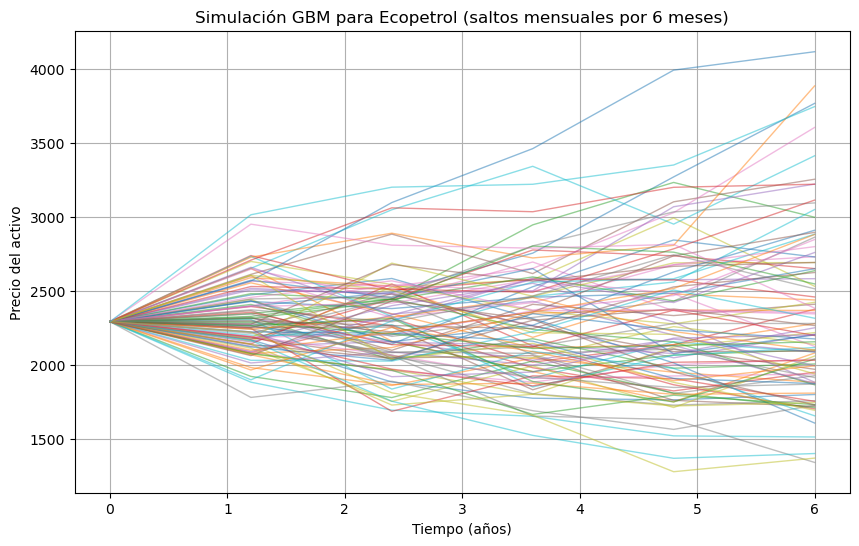 Simulación GBM para Ecopetrol (saltos mensuales por 6 meses)
Precio del activo
4000
3500
3000
2500
2000
1500
0 1 2 3 4 5 6
Tiempo (años)